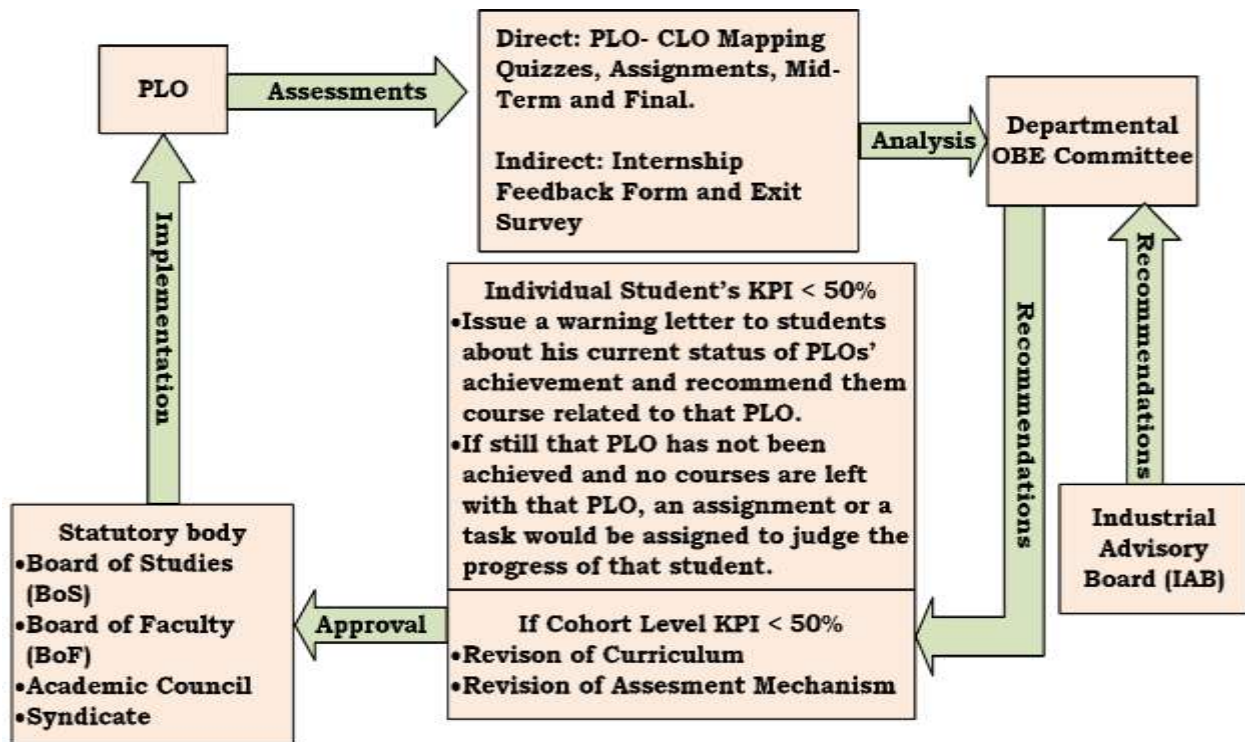 PLO
Assessments
Direct: PLO- CLO Mapping
Quizzes, Assignments, Mid-
Term and Final.
Indirect: Internship
Feedback Form and Exit
Survey
Analysis
Departmental
OBE Committee
Implementation
Individual Student's KPI < 50%
•Issue a warning letter to students
about his current status of PLOs'
achievement and recommend them
course related to that PLO.
•If still that PLO has not been
achieved and no courses are left
with that PLO, an assignment or a
task would be assigned to judge the
progress of that student.
Recommendations
Recommendations
Industrial
Advisory
Board (IAB)
Statutory body
•Board of Studies
(BoS)
•Board of Faculty
(BoF)
•Academic Council
•Syndicate
Approval
If Cohort Level KPI < 50%
•Revison of Curriculum
•Revision of Assesment Mechanism